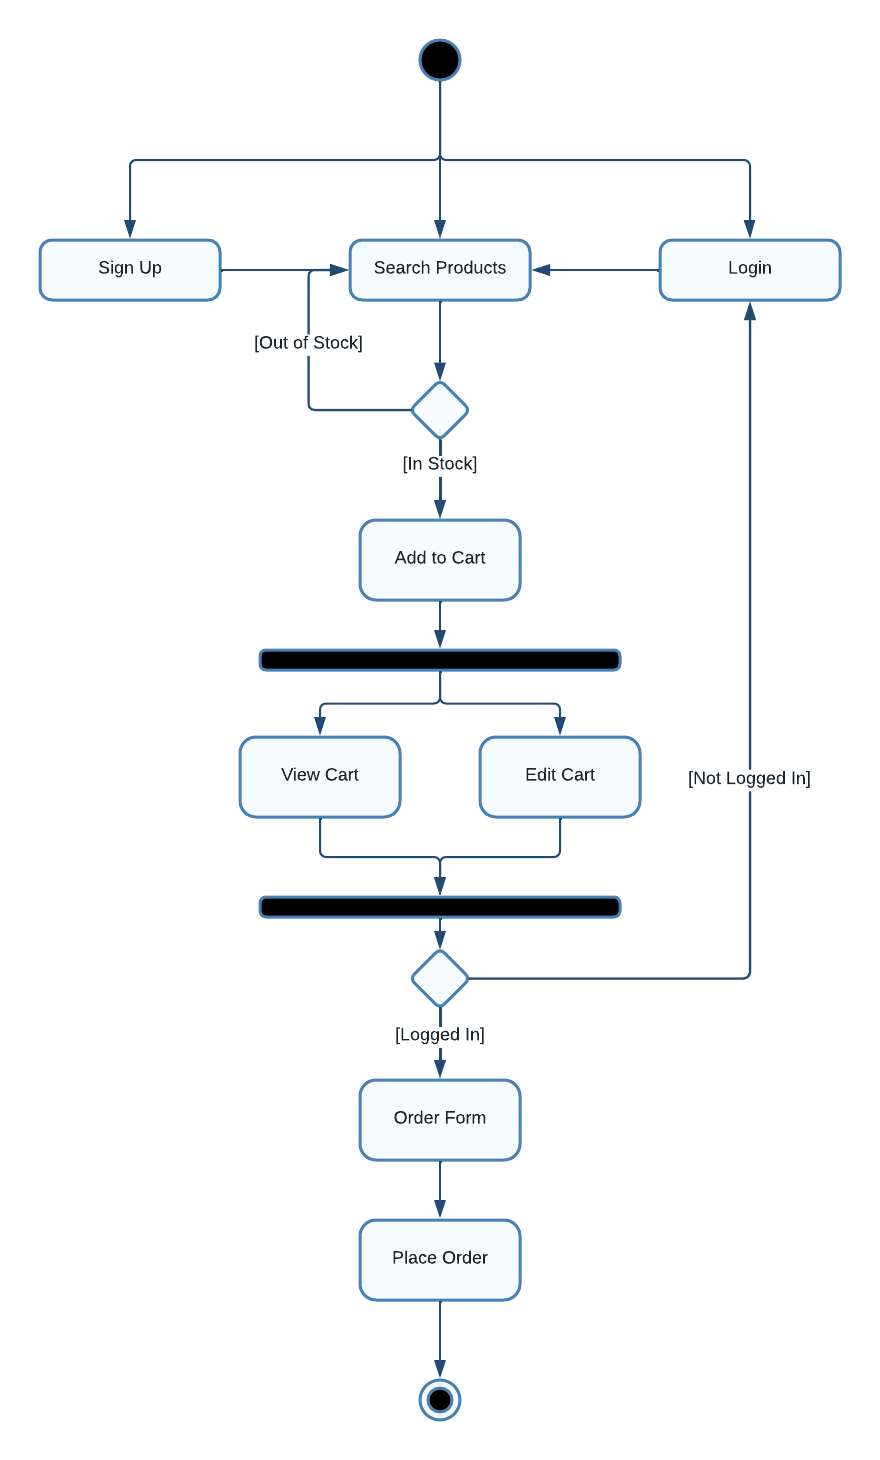 Sign Up
Search Products
Login
[Out of Stock]
[In Stock]
Add to Cart
View Cart
Edit Cart
[Not Logged In]
[Logged In]
Order Form
Place Order